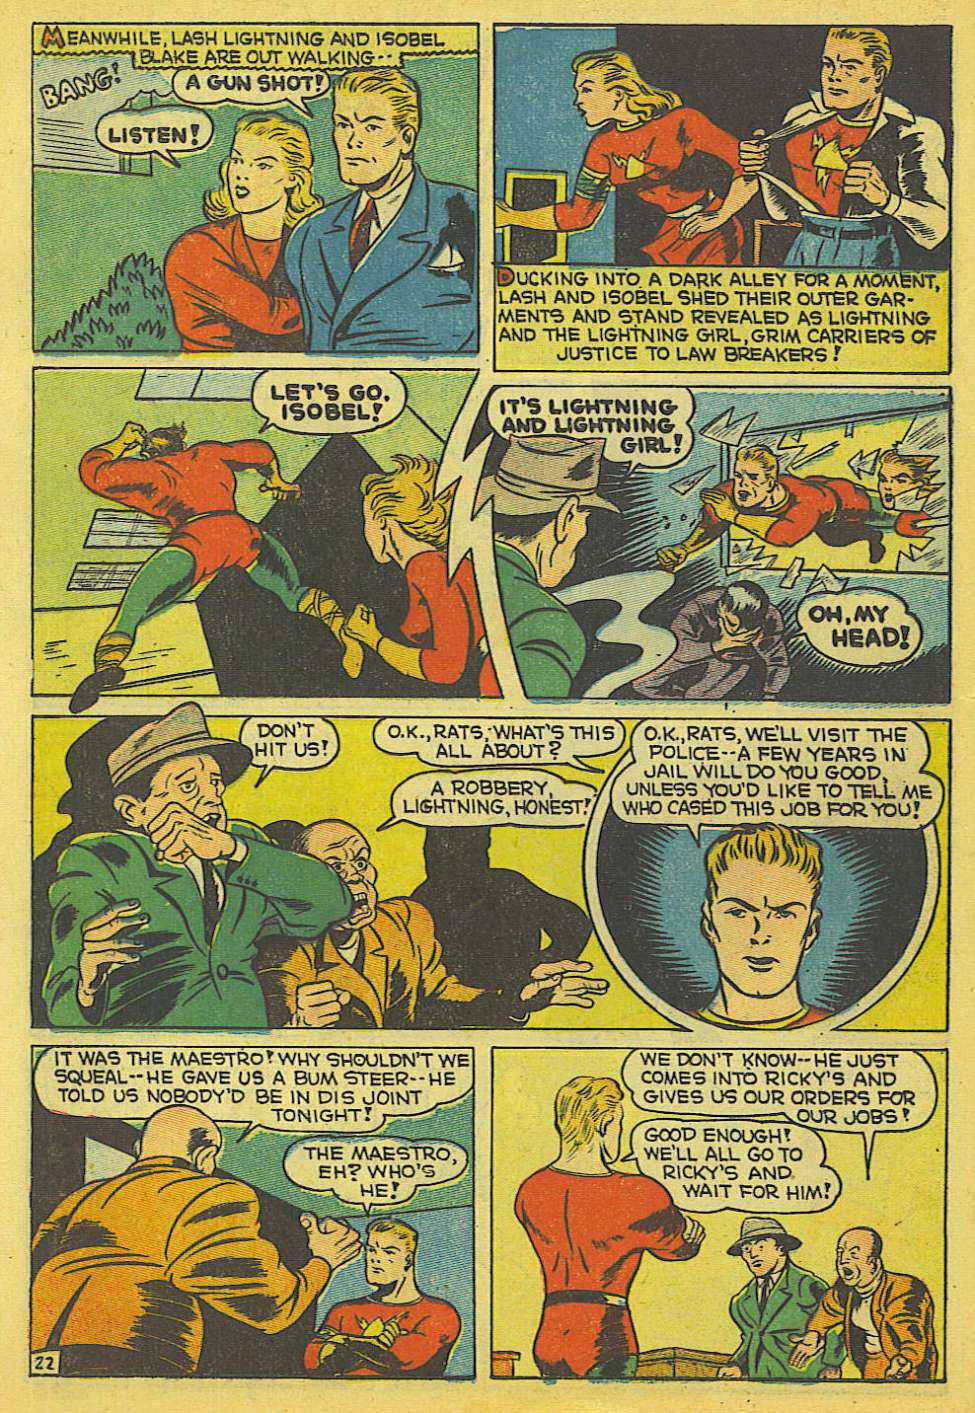 MEANWHILE, LASH LIGHTNING AND ISOBEL
BLAKE ARE OUT WALKING--
BANG!
A GUN SHOT!
LISTEN!
DUCKING INTO A DARK ALLEY FOR A MOMENT,
LASH AND ISOBEL SHED THEIR OUTER GAR-
MENTS AND STAND REVEALED AS LIGHTNING
AND THE LIGHTNING GIRL, GRIM CARRIERS OF
JUSTICE TO LAW BREAKERS!
LET'S GO,
ISOBEL!
IT'S LIGHTNING
AND LIGHTNING
GIRL!
OH, MY
HEAD!
DON'T
HIT US!
O.K., RATS, WHAT'S THIS
ALL ABOUT?
A ROBBERY,
LIGHTNING, HONEST!
O.K., RATS, WE'LL VISIT THE
POLICE--A FEW YEARS IN
JAIL WILL DO YOU GOOD,
UNLESS YOU'D LIKE TO TELL ME
WHO CASED THIS JOB FOR YOU!
IT WAS THE MAESTRO! WHY SHOULDN'T WE
SQUEAL--HE GAVE US A BUM STEER--HE
TOLD US NOBODY'D BE IN DIS JOINT
TONIGHT!
THE MAESTRO,
EH? WHO'S
HE!
WE DON'T KNOW--HE JUST
COMES INTO RICKY'S AND
GIVES US OUR ORDERS FOR
OUR JOBS!
GOOD ENOUGH!
WE'LL ALL GO TO
RICKY'S AND
WAIT FOR HIM!
22